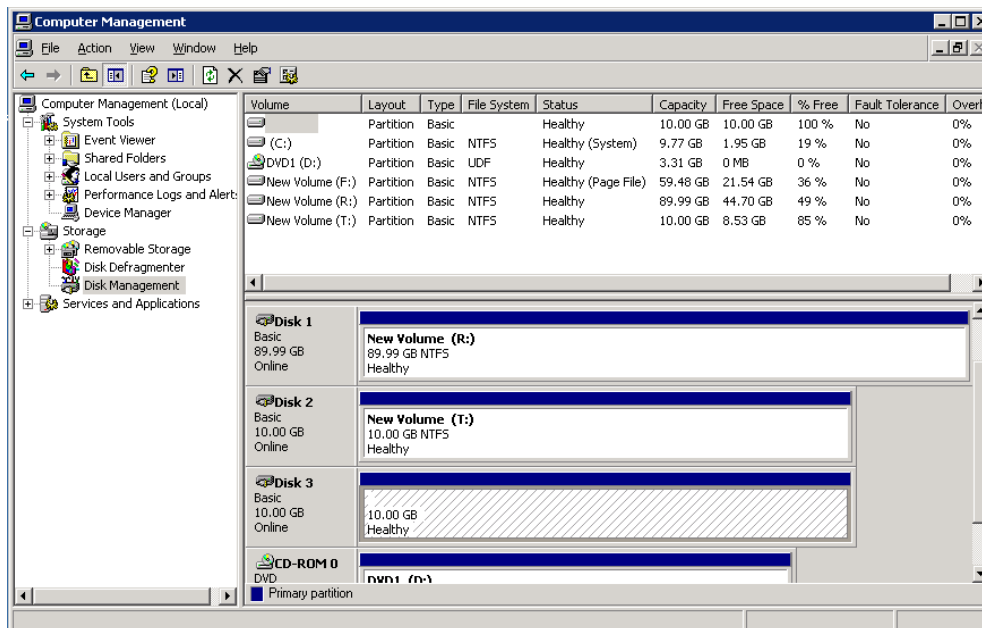 Computer Management
File Action View Window Help
Computer Management (Local)
System Tools
Event Viewer
Shared Folders
Local Users and Groups
Performance Logs and Alert
Device Manager
Storage
Removable Storage
Disk Defragmenter
Disk Management
Services and Applications
Volume Layout Type File System Status Capacity Free Space % Free Fault Tolerance Overh
Partition Basic Healthy 10.00 GB 10.00 GB 100 % No 0%
(C:) Partition Basic NTFS Healthy (System) 9.77 GB 1.95 GB 19 % No 0%
DVD1 (D:) Partition Basic UDF Healthy 3.31 GB 0 MB 0 % No 0%
New Volume (F:) Partition Basic NTFS Healthy (Page File) 59.48 GB 21.54 GB 36 % No 0%
New Volume (R:) Partition Basic NTFS Healthy 89.99 GB 44.70 GB 49 % No 0%
New Volume (T:) Partition Basic NTFS Healthy 10.00 GB 8.53 GB 85 % No 0%
Disk 1
Basic
89.99 GB
Online
New Volume (R:)
89.99 GB NTFS
Healthy
Disk 2
Basic
10.00 GB
Online
New Volume (T:)
10.00 GB NTFS
Healthy
Disk 3
Basic
10.00 GB
Online
10.00 GB
Healthy
CD-ROM 0
DVD
DVD1 (D:)
Primary partition